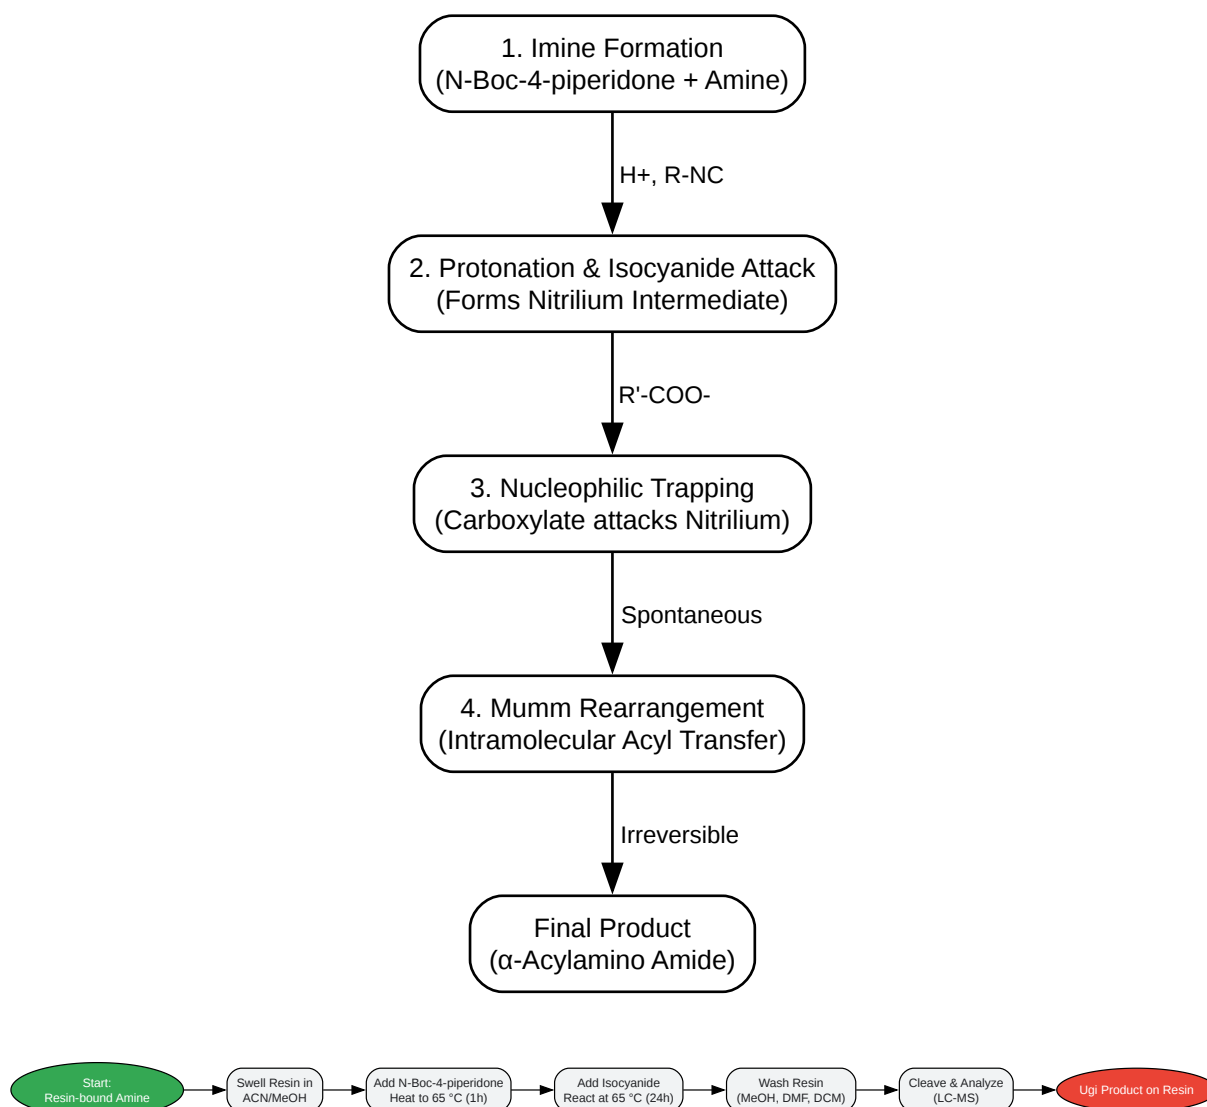 1. Imine Formation
(N-Boc-4-piperidone + Amine)
H+, R-NC
2. Protonation & Isocyanide Attack
(Forms Nitrilium Intermediate)
R'-COO-
3. Nucleophilic Trapping
(Carboxylate attacks Nitrilium)
Spontaneous
4. Mumm Rearrangement
(Intramolecular Acyl Transfer)
Irreversible
Final Product
(α-Acylamino Amide)
Start:
Resin-bound Amine
Swell Resin in
ACN/MeOH
Add N-Boc-4-piperidone
Heat to 65 °C (1h)
Add Isocyanide
React at 65 °C (24h)
Wash Resin
(MeOH, DMF, DCM)
Cleave & Analyze
(LC-MS)
Ugi Product on Resin